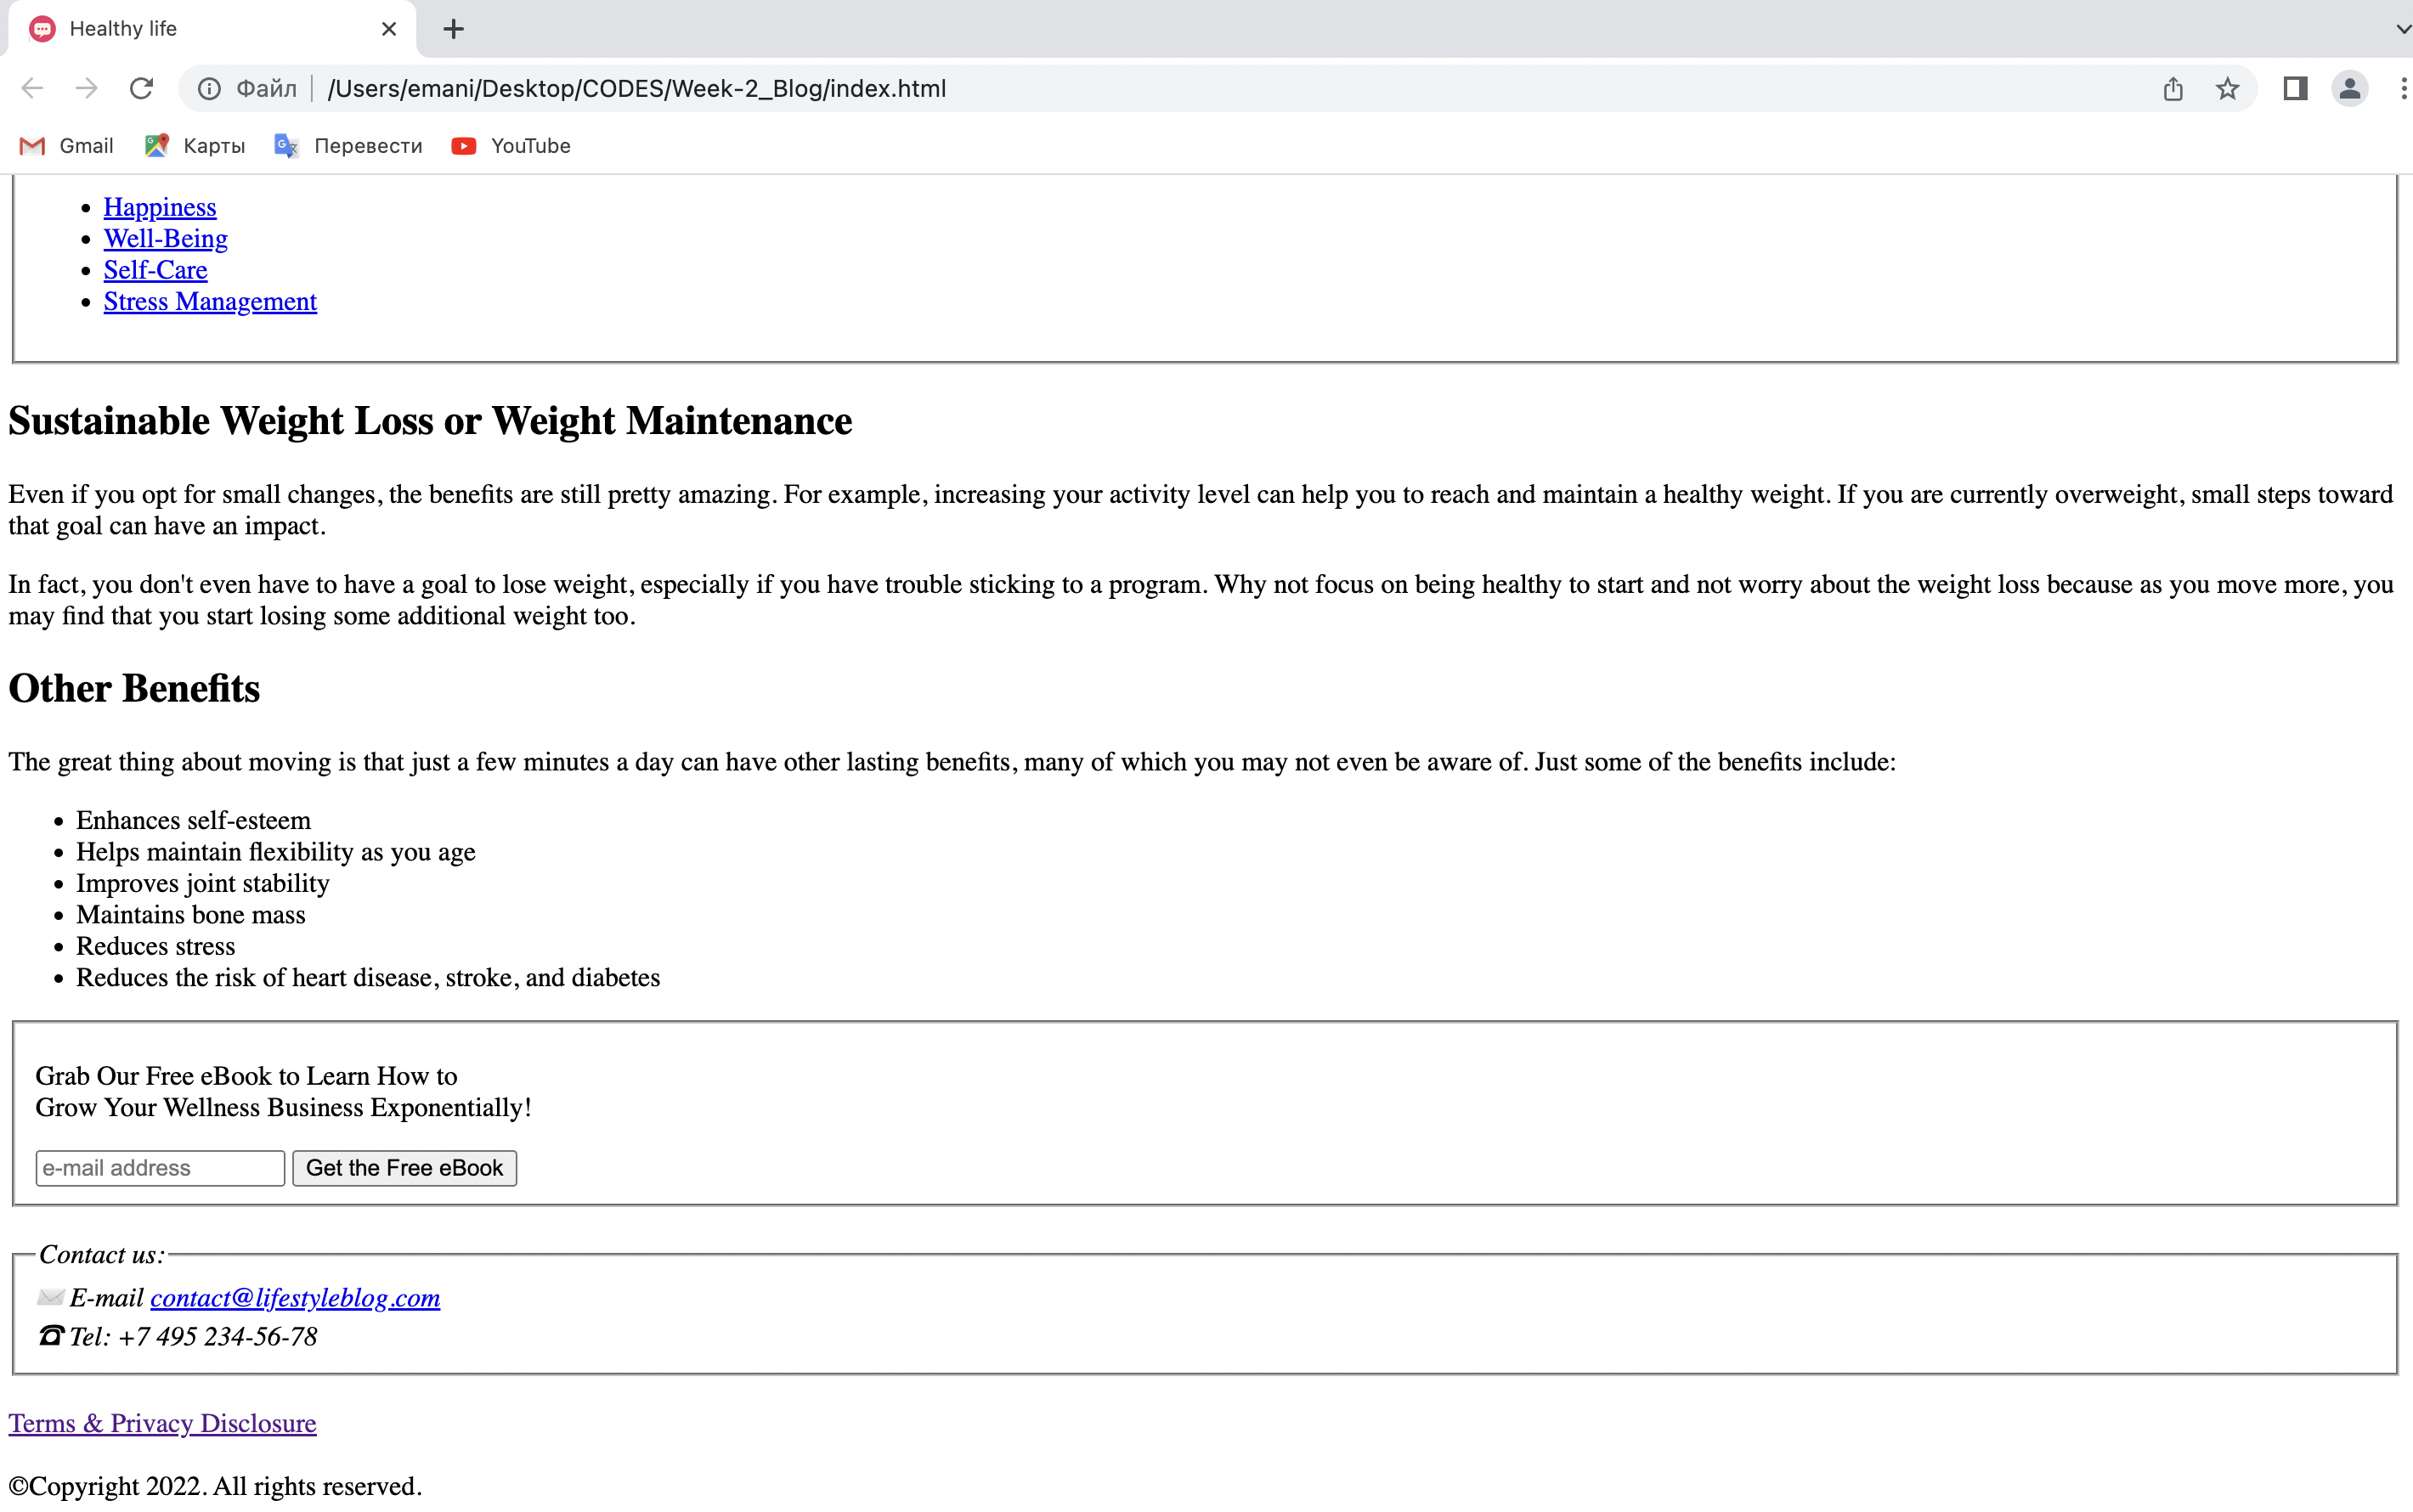 Healthy life
Файл | /Users/emani/Desktop/CODES/Week-2_Blog/index.html
Gmail Карты Перевести YouTube
• Happiness
• Well-Being
• Self-Care
• Stress Management
Sustainable Weight Loss or Weight Maintenance
Even if you opt for small changes, the benefits are still pretty amazing. For example, increasing your activity level can help you to reach and maintain a healthy weight. If you are currently overweight, small steps toward
that goal can have an impact.
In fact, you don't even have to have a goal to lose weight, especially if you have trouble sticking to a program. Why not focus on being healthy to start and not worry about the weight loss because as you move more, you
may find that you start losing some additional weight too.
Other Benefits
The great thing about moving is that just a few minutes a day can have other lasting benefits, many of which you may not even be aware of. Just some of the benefits include:
• Enhances self-esteem
• Helps maintain flexibility as you age
• Improves joint stability
• Maintains bone mass
• Reduces stress
• Reduces the risk of heart disease, stroke, and diabetes
Grab Our Free eBook to Learn How to
Grow Your Wellness Business Exponentially!
e-mail address Get the Free eBook
Contact us:
✉E-mail contact@lifestyleblog.com
☎Tel: +7 495 234-56-78
Terms & Privacy Disclosure
©Copyright 2022. All rights reserved.